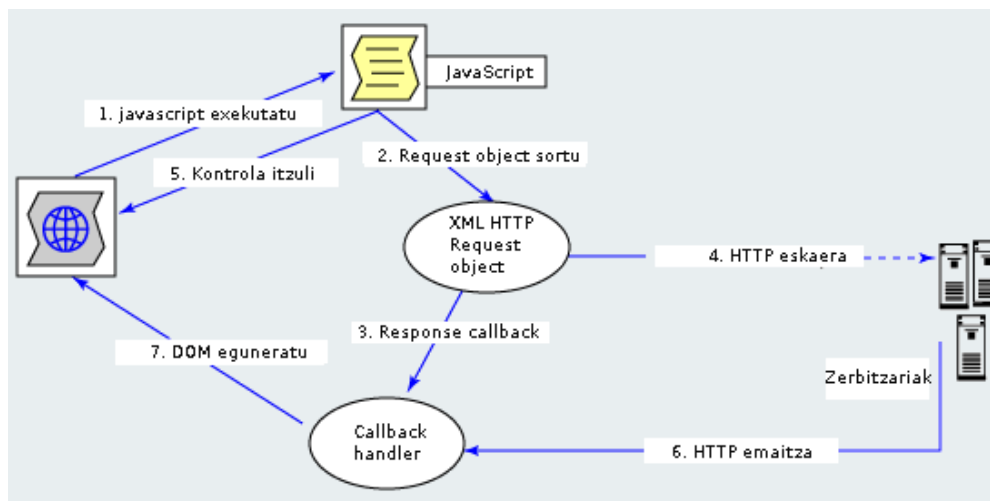 JavaScript
1. javascript exekutatu
2. Request object sortu
5. Kontrola itzuli
XML HTTP
Request
object
4. HTTP eskaera
3. Response callback
7. DOM eguneratu
Zerbitzariak
Callback
handler
6. HTTP emaitza